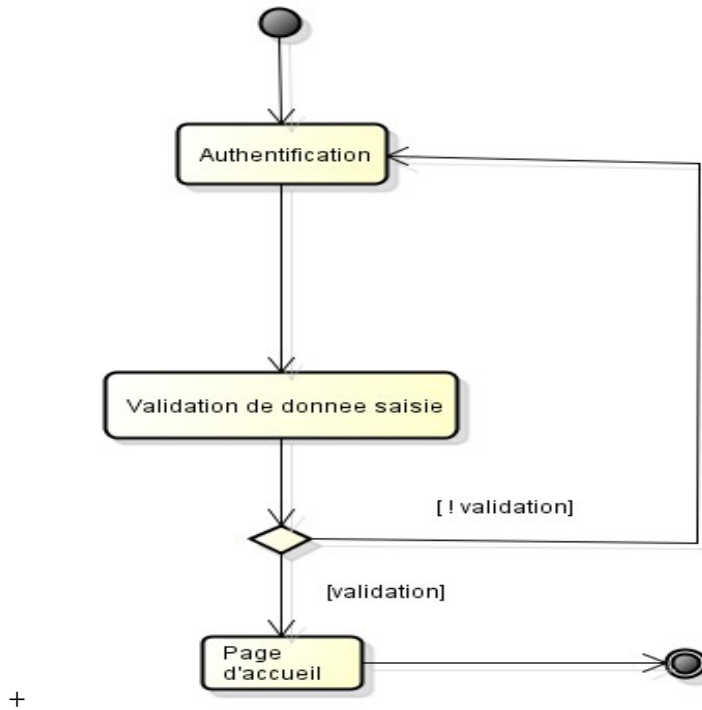 Authentification
Validation de donnee saisie
[ ! validation]
[validation]
Page
d'accueil
+